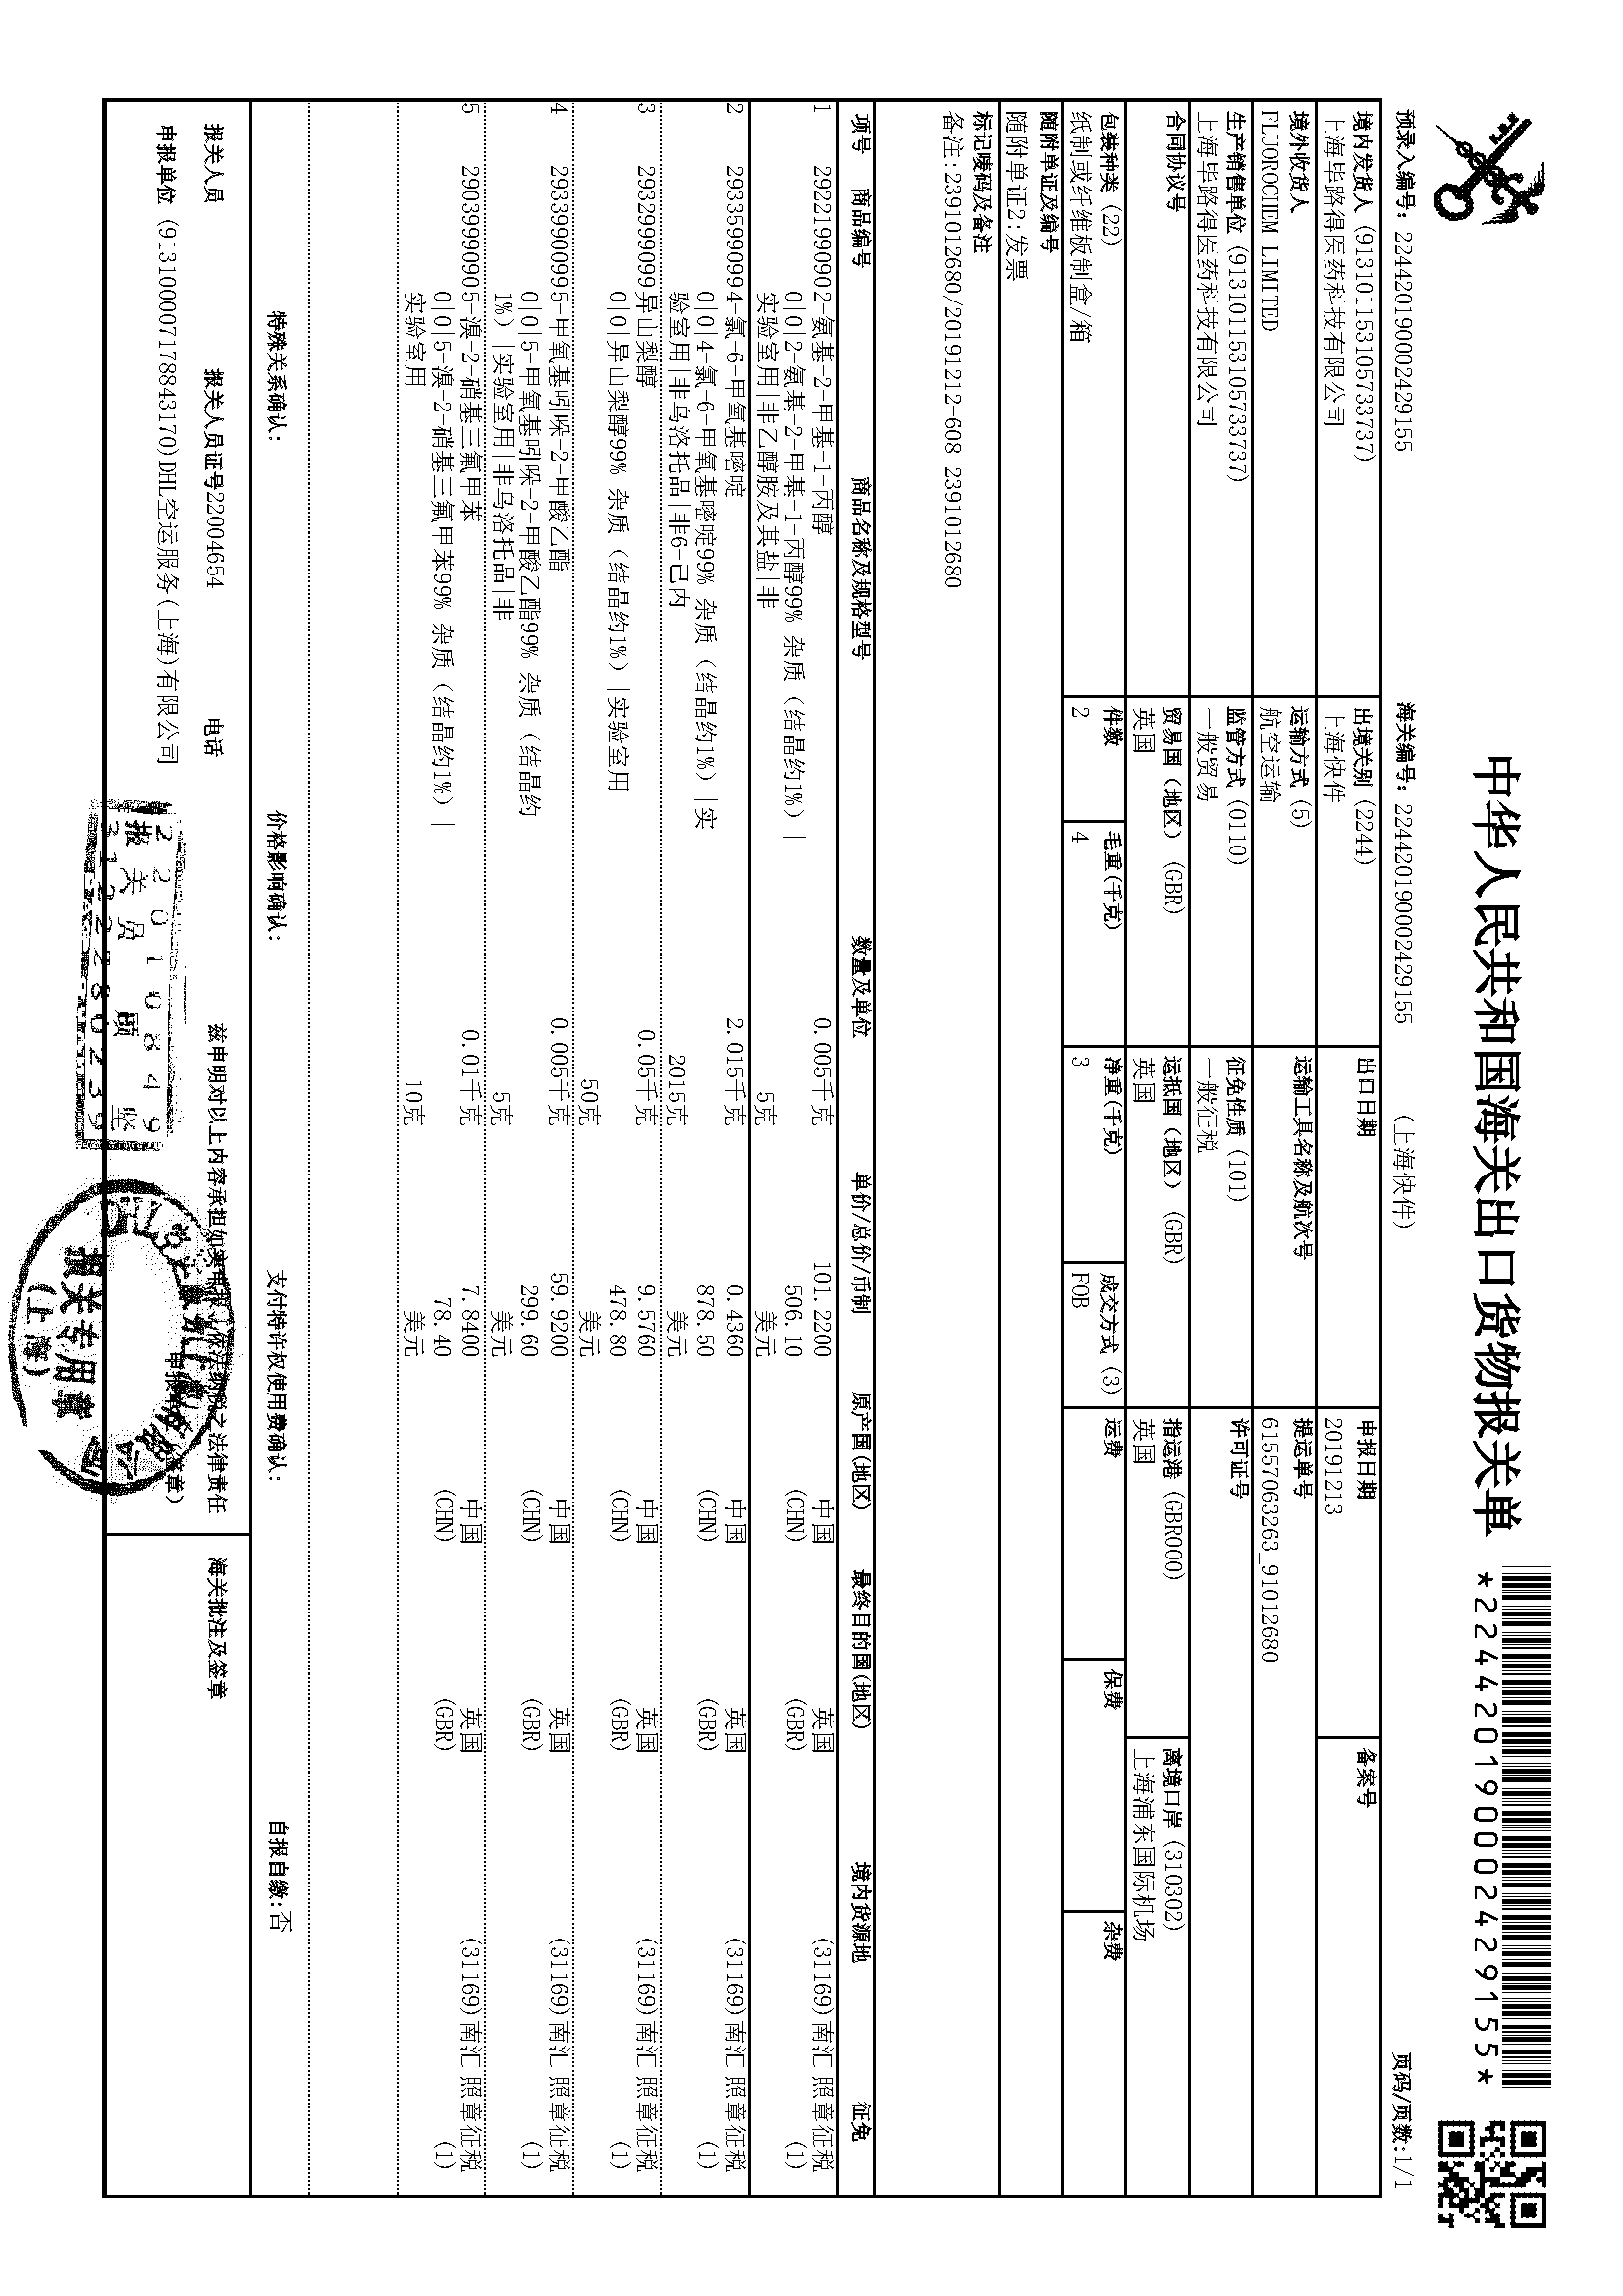 中华人民共和国海关出口货物报关单
*224420190002429155*
预录入编号：224420190002429155 海关编号：224420190002429155 （上海快件） 页码/页数:1/1
境内发货人 (913101153105733737) 出境关别 (2244) 出口日期 申报日期 备案号
上海毕路得医药科技有限公司 上海快件 20191213
境外收货人 运输方式 (5) 运输工具名称及航次号 提运单号
FLUOROCHEM LIMITED 航空运输 61557063263_91012680
生产销售单位 (913101153105733737) 监管方式 (0110) 征免性质 (101) 许可证号
上海毕路得医药科技有限公司 一般贸易 一般征税
合同协议号 贸易国（地区） (GBR) 运抵国（地区） (GBR) 指运港 (GBR000) 离境口岸 (310302)
英国 英国 英国 上海浦东国际机场
包装种类 (22) 件数 毛重(千克) 净重(千克) 成交方式 (3) 运费 保费 杂费
纸制或纤维板制盒/箱 2 4 3 FOB
随附单证及编号
随附单证2:发票
标记唛码及备注
备注:2391012680/20191212-608 2391012680
项号 商品编号 商品名称及规格型号 数量及单位 单价/总价/币制 原产国(地区) 最终目的国(地区) 境内货源地 征免
1 2922199090 2-氨基-2-甲基-1-丙醇 0.005千克 101.2200 中国 英国 (31169)南汇 照章征税
0|0|2-氨基-2-甲基-1-丙醇99% 杂质（结晶约1%）| 506.10 (CHN) (GBR) (1)
实验室用|非乙醇胺及其盐|非 5克 美元
2 2933599099 4-氯-6-甲氧基嘧啶 2.015千克 0.4360 中国 英国 (31169)南汇 照章征税
0|0|4-氯-6-甲氧基嘧啶99% 杂质（结晶约1%）|实 878.50 (CHN) (GBR) (1)
验室用|非乌洛托品|非6-己内 2015克 美元
3 2932999099 异山梨醇 0.05千克 9.5760 中国 英国 (31169)南汇 照章征税
0|0|异山梨醇99% 杂质（结晶约1%）|实验室用 478.80 (CHN) (GBR) (1)
50克 美元
4 2933990099 5-甲氧基吲哚-2-甲酸乙酯 0.005千克 59.9200 中国 英国 (31169)南汇 照章征税
0|0|5-甲氧基吲哚-2-甲酸乙酯99% 杂质（结晶约 299.60 (CHN) (GBR) (1)
1%）|实验室用|非乌洛托品|非 5克 美元
5 2903999090 5-溴-2-硝基三氟甲苯 0.01千克 7.8400 中国 英国 (31169)南汇 照章征税
0|0|5-溴-2-硝基三氟甲苯99% 杂质（结晶约1%）| 78.40 (CHN) (GBR) (1)
实验室用 10克 美元
特殊关系确认： 价格影响确认： 支付特许权使用费确认： 自报自缴:否
报关人员 报关人员证号22004654 电话 兹申明对以上内容承担如实申报、依法纳税之法律责任 海关批注及签章
申报单位 (913100007178843170)DHL空运服务(上海)有限公司 申报单位（签章）
22010849
报关员 顾 坚
报关专用章
(上海)